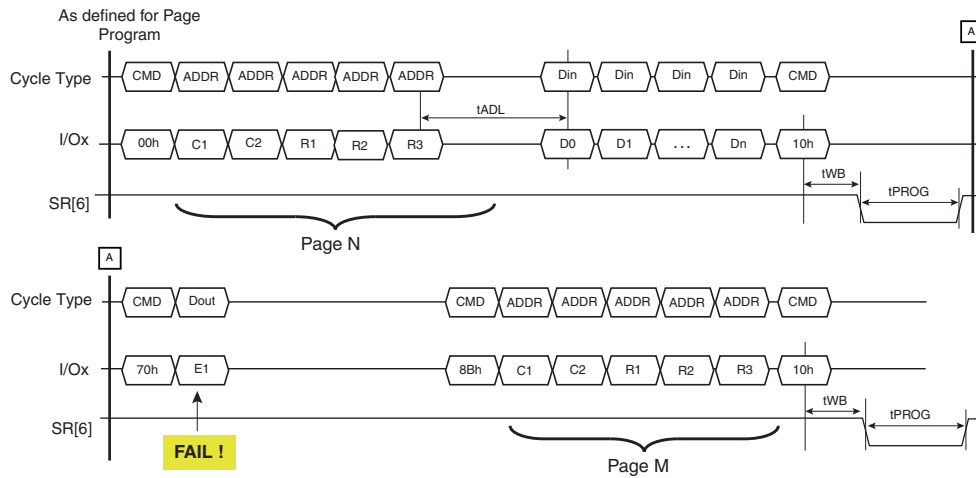 As defined for Page
Program
A
Cycle Type CMD ADDR ADDR ADDR ADDR ADDR Din Din Din Din CMD
tADL
I/Ox 00h C1 C2 R1 R2 R3 D0 D1 ... Dn 10h
tWB tPROG
SR[6]
Page N
A
Cycle Type CMD Dout CMD ADDR ADDR ADDR ADDR ADDR CMD
I/Ox 70h E1 8Bh C1 C2 R1 R2 R3 10h
tWB tPROG
SR[6]
FAIL !
Page M